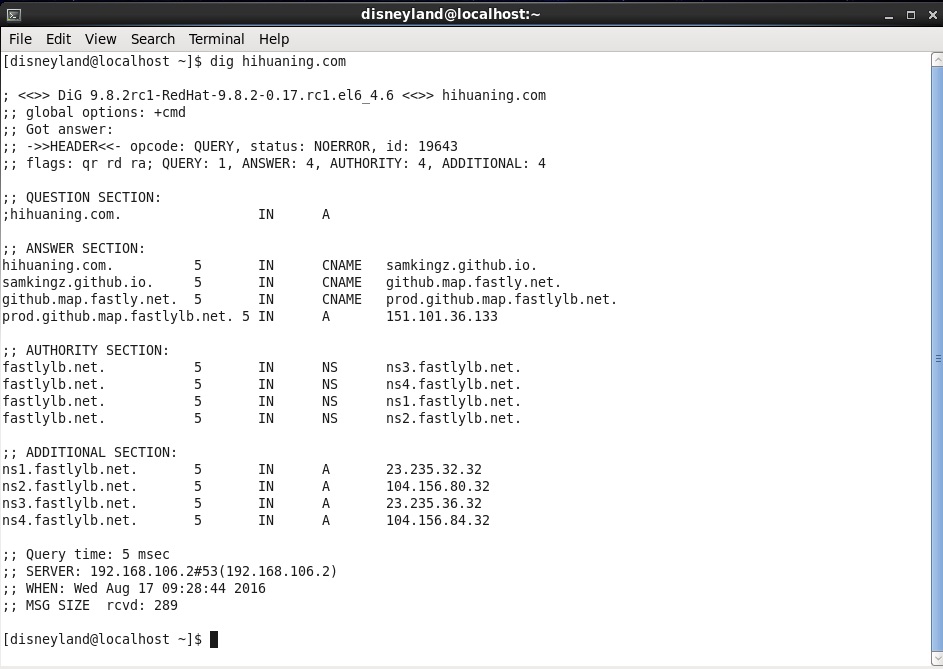 disneyland@localhost:~
File Edit View Search Terminal Help
[disneyland@localhost ~]$ dig hihuaning.com
; <<>> DiG 9.8.2rc1-RedHat-9.8.2-0.17.rc1.el6_4.6 <<>> hihuaning.com
;; global options: +cmd
;; Got answer:
;; ->>HEADER<<- opcode: QUERY, status: NOERROR, id: 19643
;; flags: qr rd ra; QUERY: 1, ANSWER: 4, AUTHORITY: 4, ADDITIONAL: 4
;; QUESTION SECTION:
;hihuaning.com. IN A
;; ANSWER SECTION:
hihuaning.com. 5 IN CNAME samkingz.github.io.
samkingz.github.io. 5 IN CNAME github.map.fastly.net.
github.map.fastly.net. 5 IN CNAME prod.github.map.fastlylb.net.
prod.github.map.fastlylb.net. 5 IN A 151.101.36.133
;; AUTHORITY SECTION:
fastlylb.net. 5 IN NS ns3.fastlylb.net.
fastlylb.net. 5 IN NS ns4.fastlylb.net.
fastlylb.net. 5 IN NS ns1.fastlylb.net.
fastlylb.net. 5 IN NS ns2.fastlylb.net.
;; ADDITIONAL SECTION:
ns1.fastlylb.net. 5 IN A 23.235.32.32
ns2.fastlylb.net. 5 IN A 104.156.80.32
ns3.fastlylb.net. 5 IN A 23.235.36.32
ns4.fastlylb.net. 5 IN A 104.156.84.32
;; Query time: 5 msec
;; SERVER: 192.168.106.2#53(192.168.106.2)
;; WHEN: Wed Aug 17 09:28:44 2016
;; MSG SIZE rcvd: 289
[disneyland@localhost ~]$